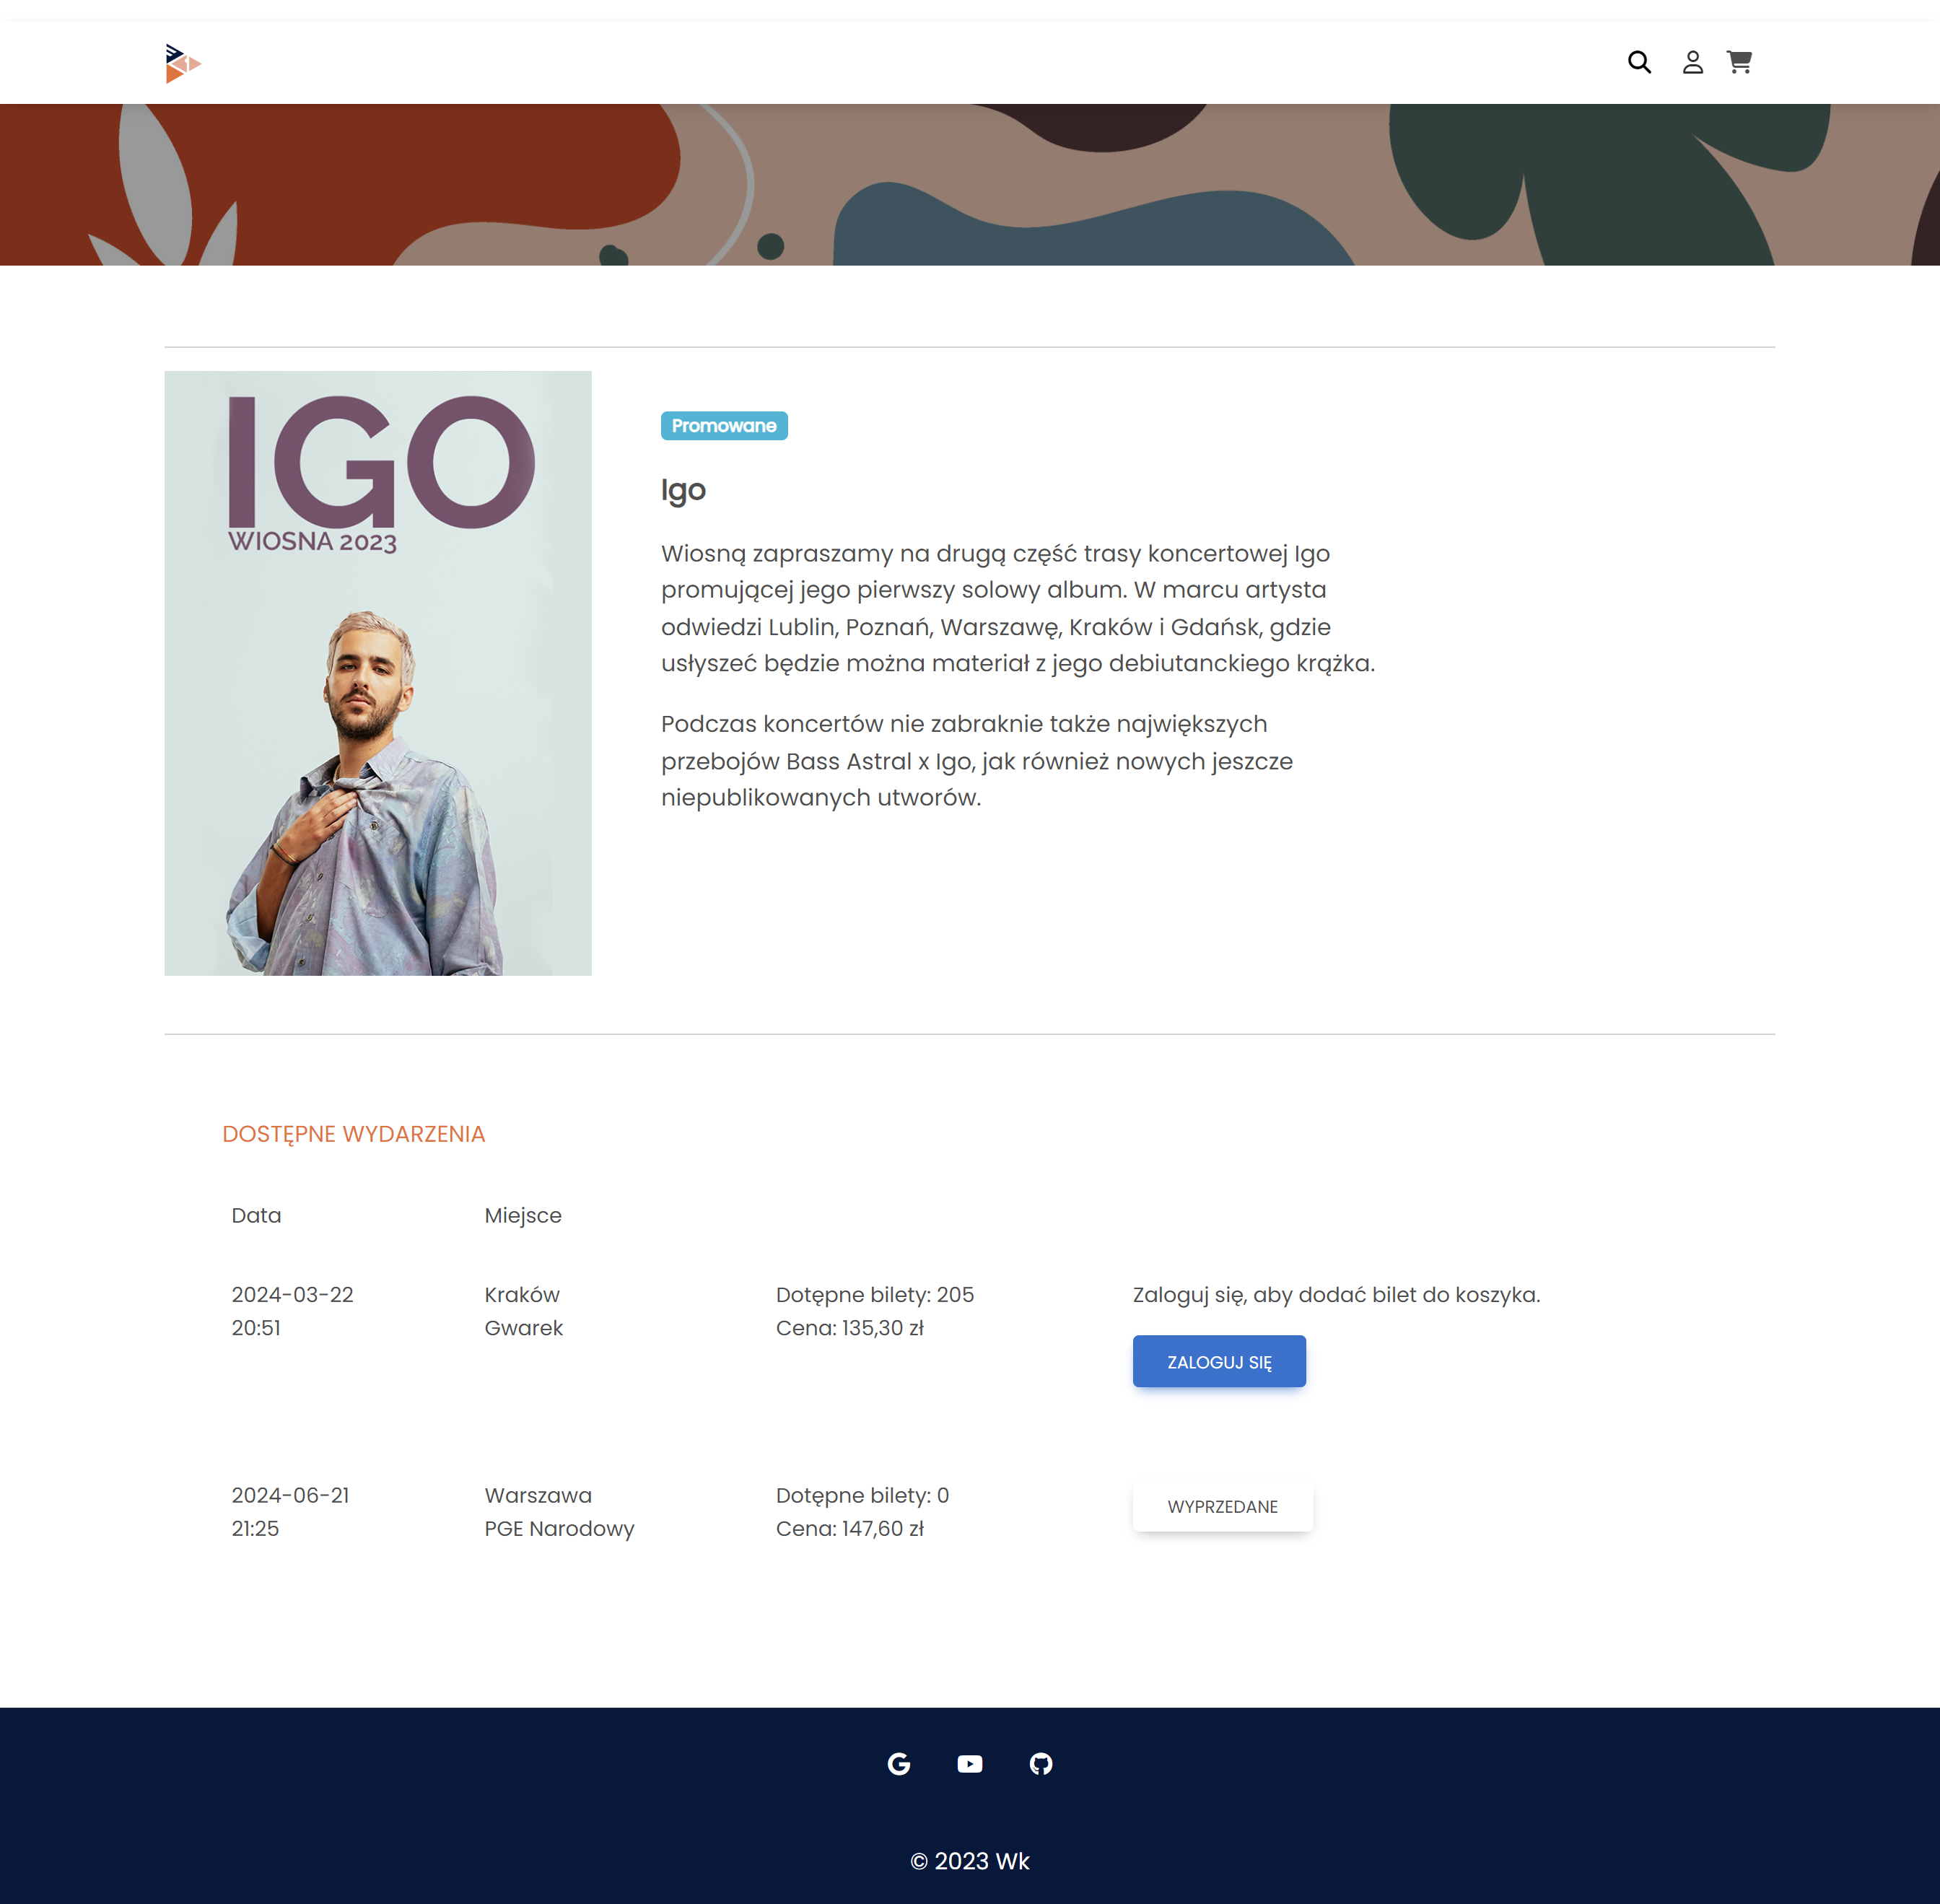 IGO
WIOSNA 2023
Promowane
Igo
Wiosną zapraszamy na drugą część trasy koncertowej Igo
promującej jego pierwszy solowy album. W marcu artysta
odwiedzi Lublin, Poznań, Warszawę, Kraków i Gdańsk, gdzie
usłyszeć będzie można materiał z jego debiutanckiego krążka.
Podczas koncertów nie zabraknie także największych
przebojów Bass Astral x Igo, jak również nowych jeszcze
niepublikowanych utworów.
DOSTĘPNE WYDARZENIA
Data Miejsce
2024-03-22 Kraków Dotępne bilety: 205 Zaloguj się, aby dodać bilet do koszyka.
20:51 Gwarek Cena: 135,30 zł
ZALOGUJ SIĘ
2024-06-21 Warszawa Dotępne bilety: 0 WYPRZEDANE
21:25 PGE Narodowy Cena: 147,60 zł
© 2023 Wk